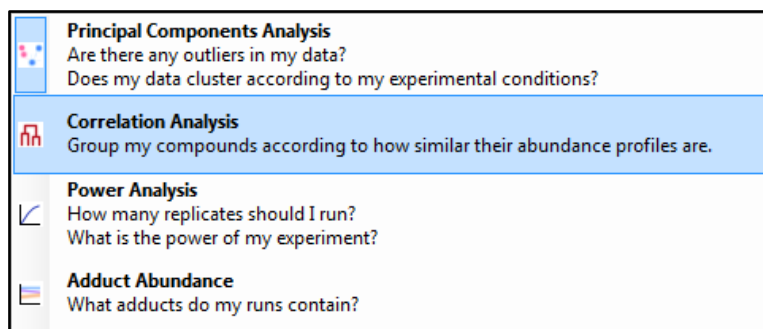 Principal Components Analysis
Are there any outliers in my data?
Does my data cluster according to my experimental conditions?
Correlation Analysis
Group my compounds according to how similar their abundance profiles are.
Power Analysis
How many replicates should I run?
What is the power of my experiment?
Adduct Abundance
What adducts do my runs contain?